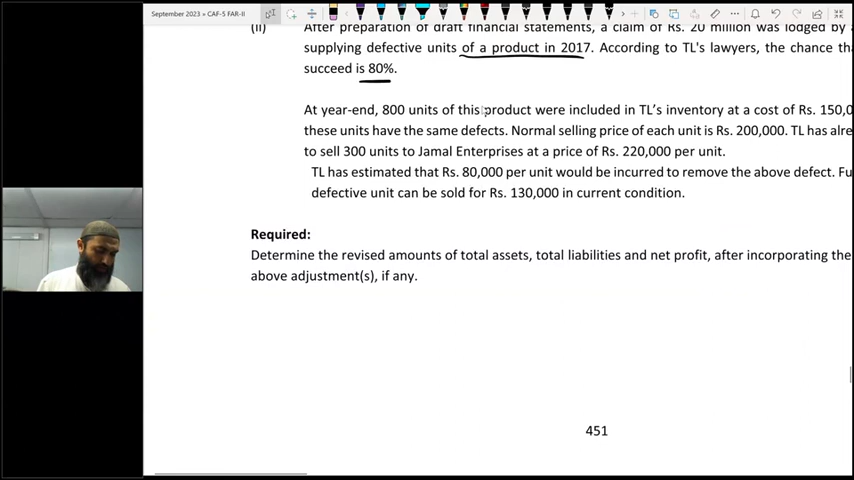 September 2023 » CAF-5 FAR-II
(ii) After preparation of draft financial statements, a claim of Rs. 20 million was lodged by a
supplying defective units of a product in 2017. According to TL's lawyers, the chance tha
succeed is 80%.
At year-end, 800 units of this product were included in TL's inventory at a cost of Rs. 150,0
these units have the same defects. Normal selling price of each unit is Rs. 200,000. TL has alre
to sell 300 units to Jamal Enterprises at a price of Rs. 220,000 per unit.
TL has estimated that Rs. 80,000 per unit would be incurred to remove the above defect. Fu
defective unit can be sold for Rs. 130,000 in current condition.
Required:
Determine the revised amounts of total assets, total liabilities and net profit, after incorporating the
above adjustment(s), if any.
451